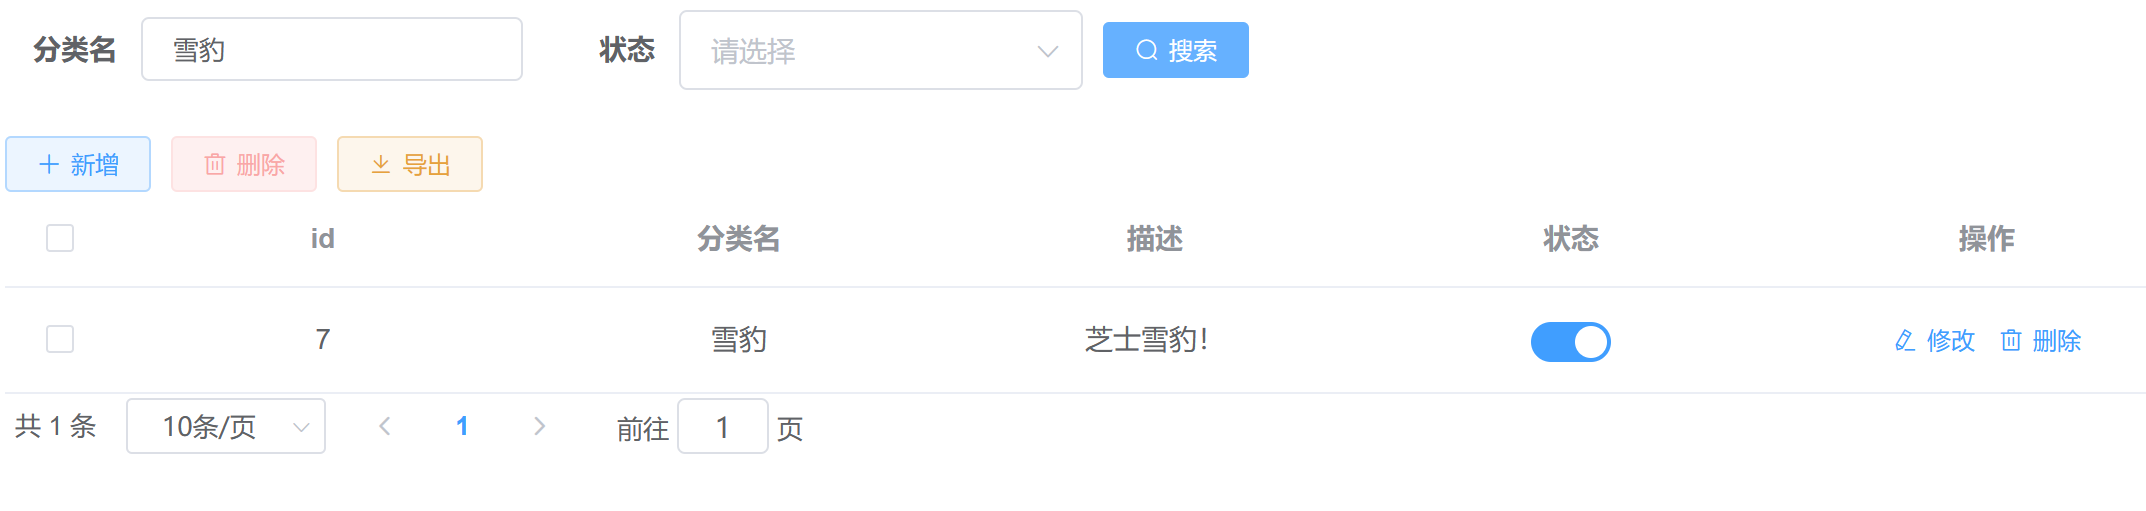 分类名 雪豹 状态 请选择 搜索
新增 删除 导出
id 分类名 描述 状态 操作
7 雪豹 芝士雪豹! 修改 删除
共 1 条 10条/页 1 前往 1 页